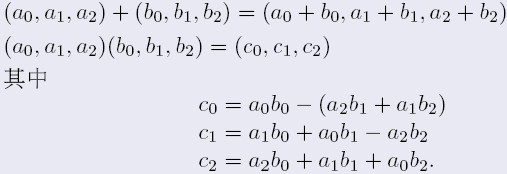 (a₀, a₁, a₂) + (b₀, b₁, b₂) = (a₀ + b₀, a₁ + b₁, a₂ + b₂)
(a₀, a₁, a₂)(b₀, b₁, b₂) = (c₀, c₁, c₂)
其中
c₀ = a₀b₀ − (a₂b₁ + a₁b₂)
c₁ = a₁b₀ + a₀b₁ − a₂b₂
c₂ = a₂b₀ + a₁b₁ + a₀b₂.